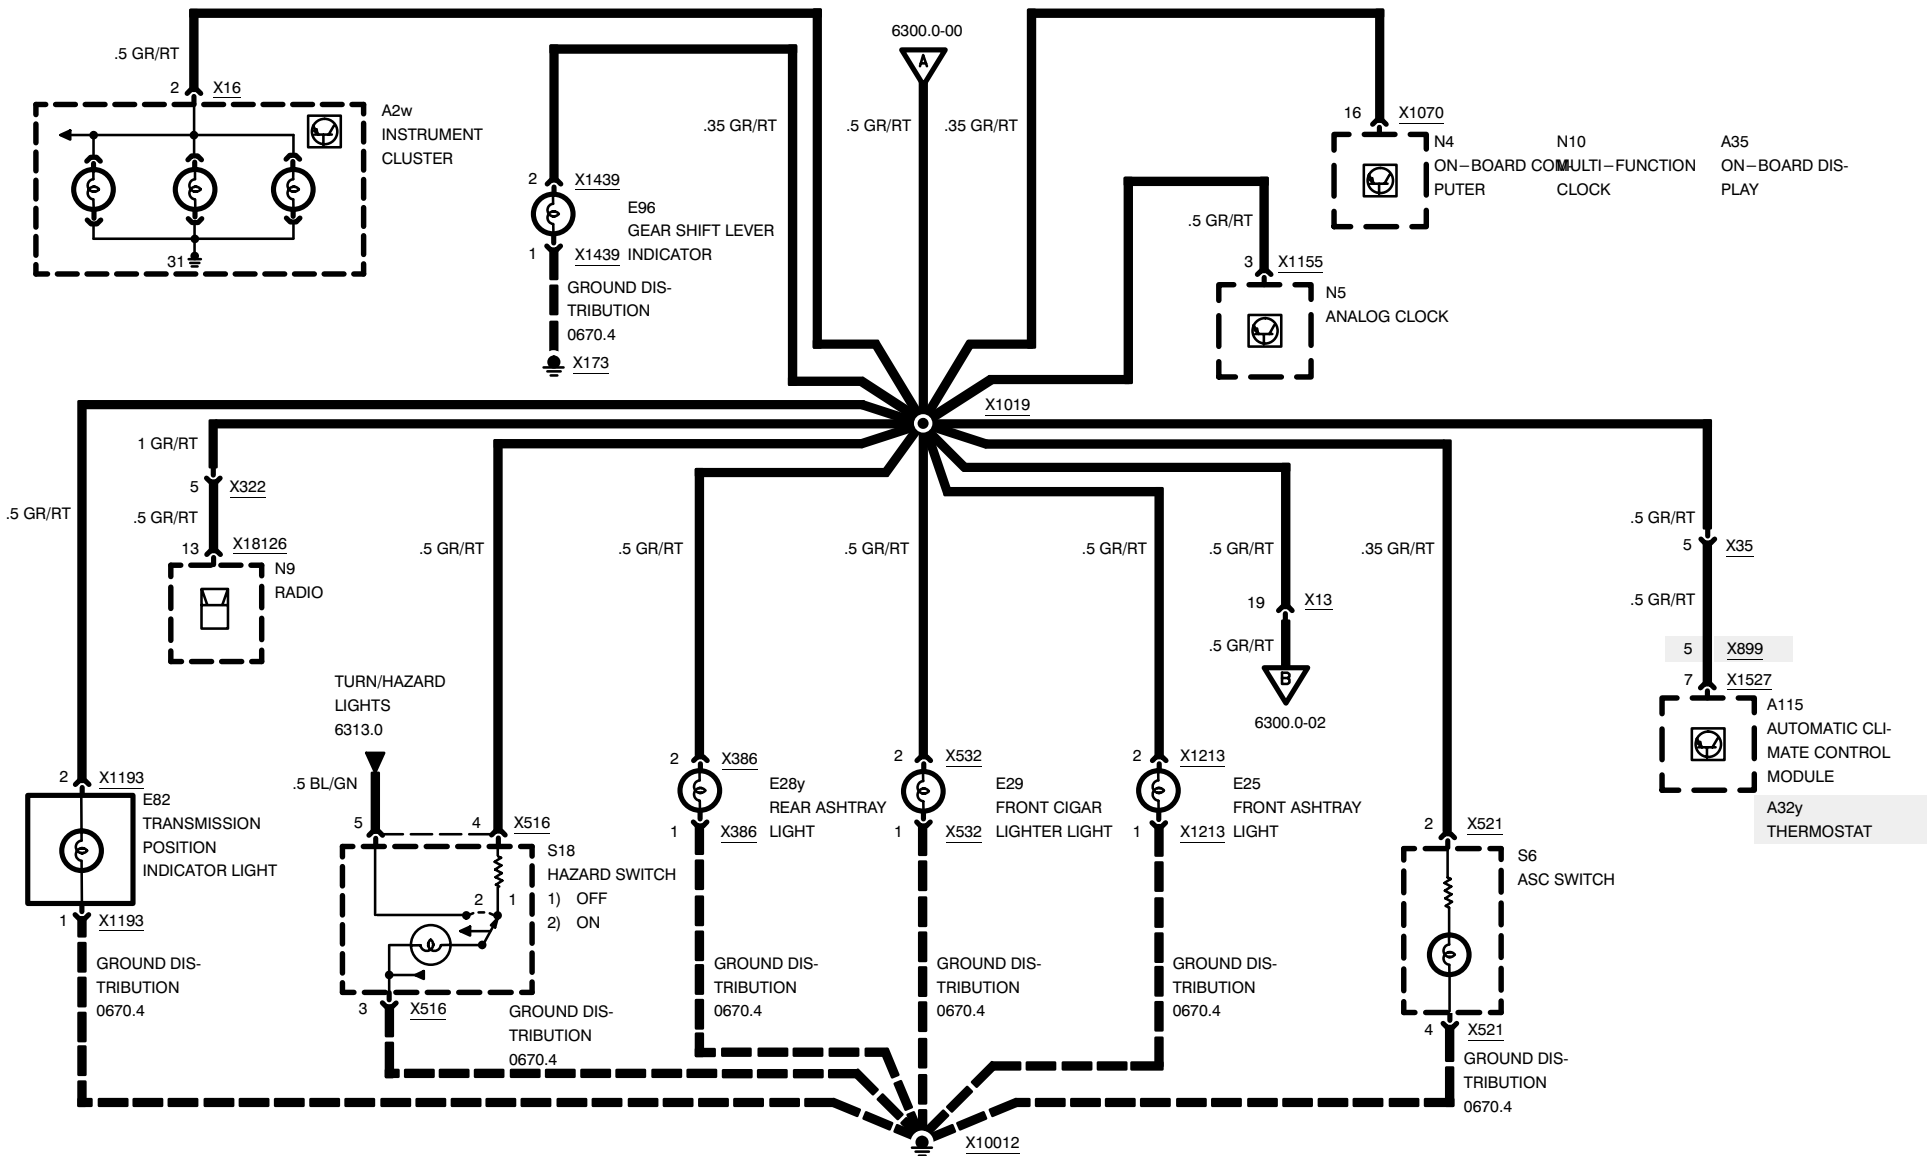 6300.0-00
A
.5 GR/RT
2 X16
A2w
INSTRUMENT
CLUSTER
31
.35 GR/RT
.5 GR/RT
.35 GR/RT
2 X1439
E96
GEAR SHIFT LEVER
INDICATOR
1 X1439
GROUND DIS-
TRIBUTION
0670.4
X173
16 X1070
N4
ON–BOARD COM-
PUTER
N10
MULTI–FUNCTION
CLOCK
A35
ON–BOARD DIS-
PLAY
.5 GR/RT
3 X1155
N5
ANALOG CLOCK
X1019
1 GR/RT
5 X322
.5 GR/RT
.5 GR/RT
13 X18126
N9
RADIO
.5 GR/RT
.5 GR/RT
.5 GR/RT
.5 GR/RT
.5 GR/RT
.35 GR/RT
.5 GR/RT
5 X35
.5 GR/RT
19 X13
.5 GR/RT
B
6300.0-02
5 X899
7 X1527
A115
AUTOMATIC CLI-
MATE CONTROL
MODULE
A32y
THERMOSTAT
TURN/HAZARD
LIGHTS
6313.0
.5 BL/GN
2 X1193
E82
TRANSMISSION
POSITION
INDICATOR LIGHT
1 X1193
GROUND DIS-
TRIBUTION
0670.4
5 4 X516
S18
HAZARD SWITCH
1) OFF
2) ON
2 1
3 X516
GROUND DIS-
TRIBUTION
0670.4
2 X386
E28y
REAR ASHTRAY
LIGHT
1 X386
GROUND DIS-
TRIBUTION
0670.4
2 X532
E29
FRONT CIGAR
LIGHTER LIGHT
1 X532
GROUND DIS-
TRIBUTION
0670.4
2 X1213
E25
FRONT ASHTRAY
LIGHT
1 X1213
GROUND DIS-
TRIBUTION
0670.4
2 X521
S6
ASC SWITCH
4 X521
GROUND DIS-
TRIBUTION
0670.4
X10012